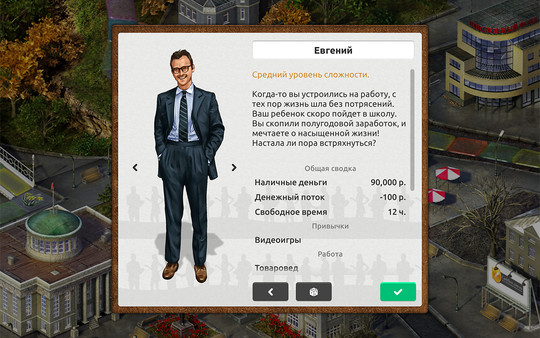 Евгений
Средний уровень сложности.
Когда-то вы устроились на работу, с
тех пор жизнь шла без потрясений.
Ваш ребенок скоро пойдет в школу.
Вы скопили полугодовой заработок, и
мечтаете о насыщенной жизни!
Настала ли пора встряхнуться?
Общая сводка
Наличные деньги 90,000 р.
Денежный поток -100 р.
Свободное время 12 ч.
Привычки
Видеоигры
Работа
Товаровед